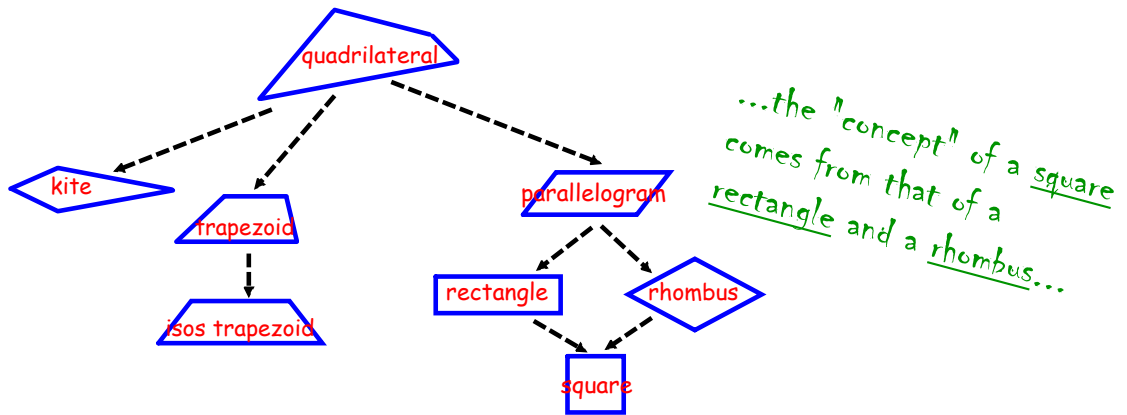 quadrilateral
kite
trapezoid
parallelogram
isos trapezoid
rectangle
rhombus
square
...the "concept" of a square
comes from that of a
rectangle and a rhombus...